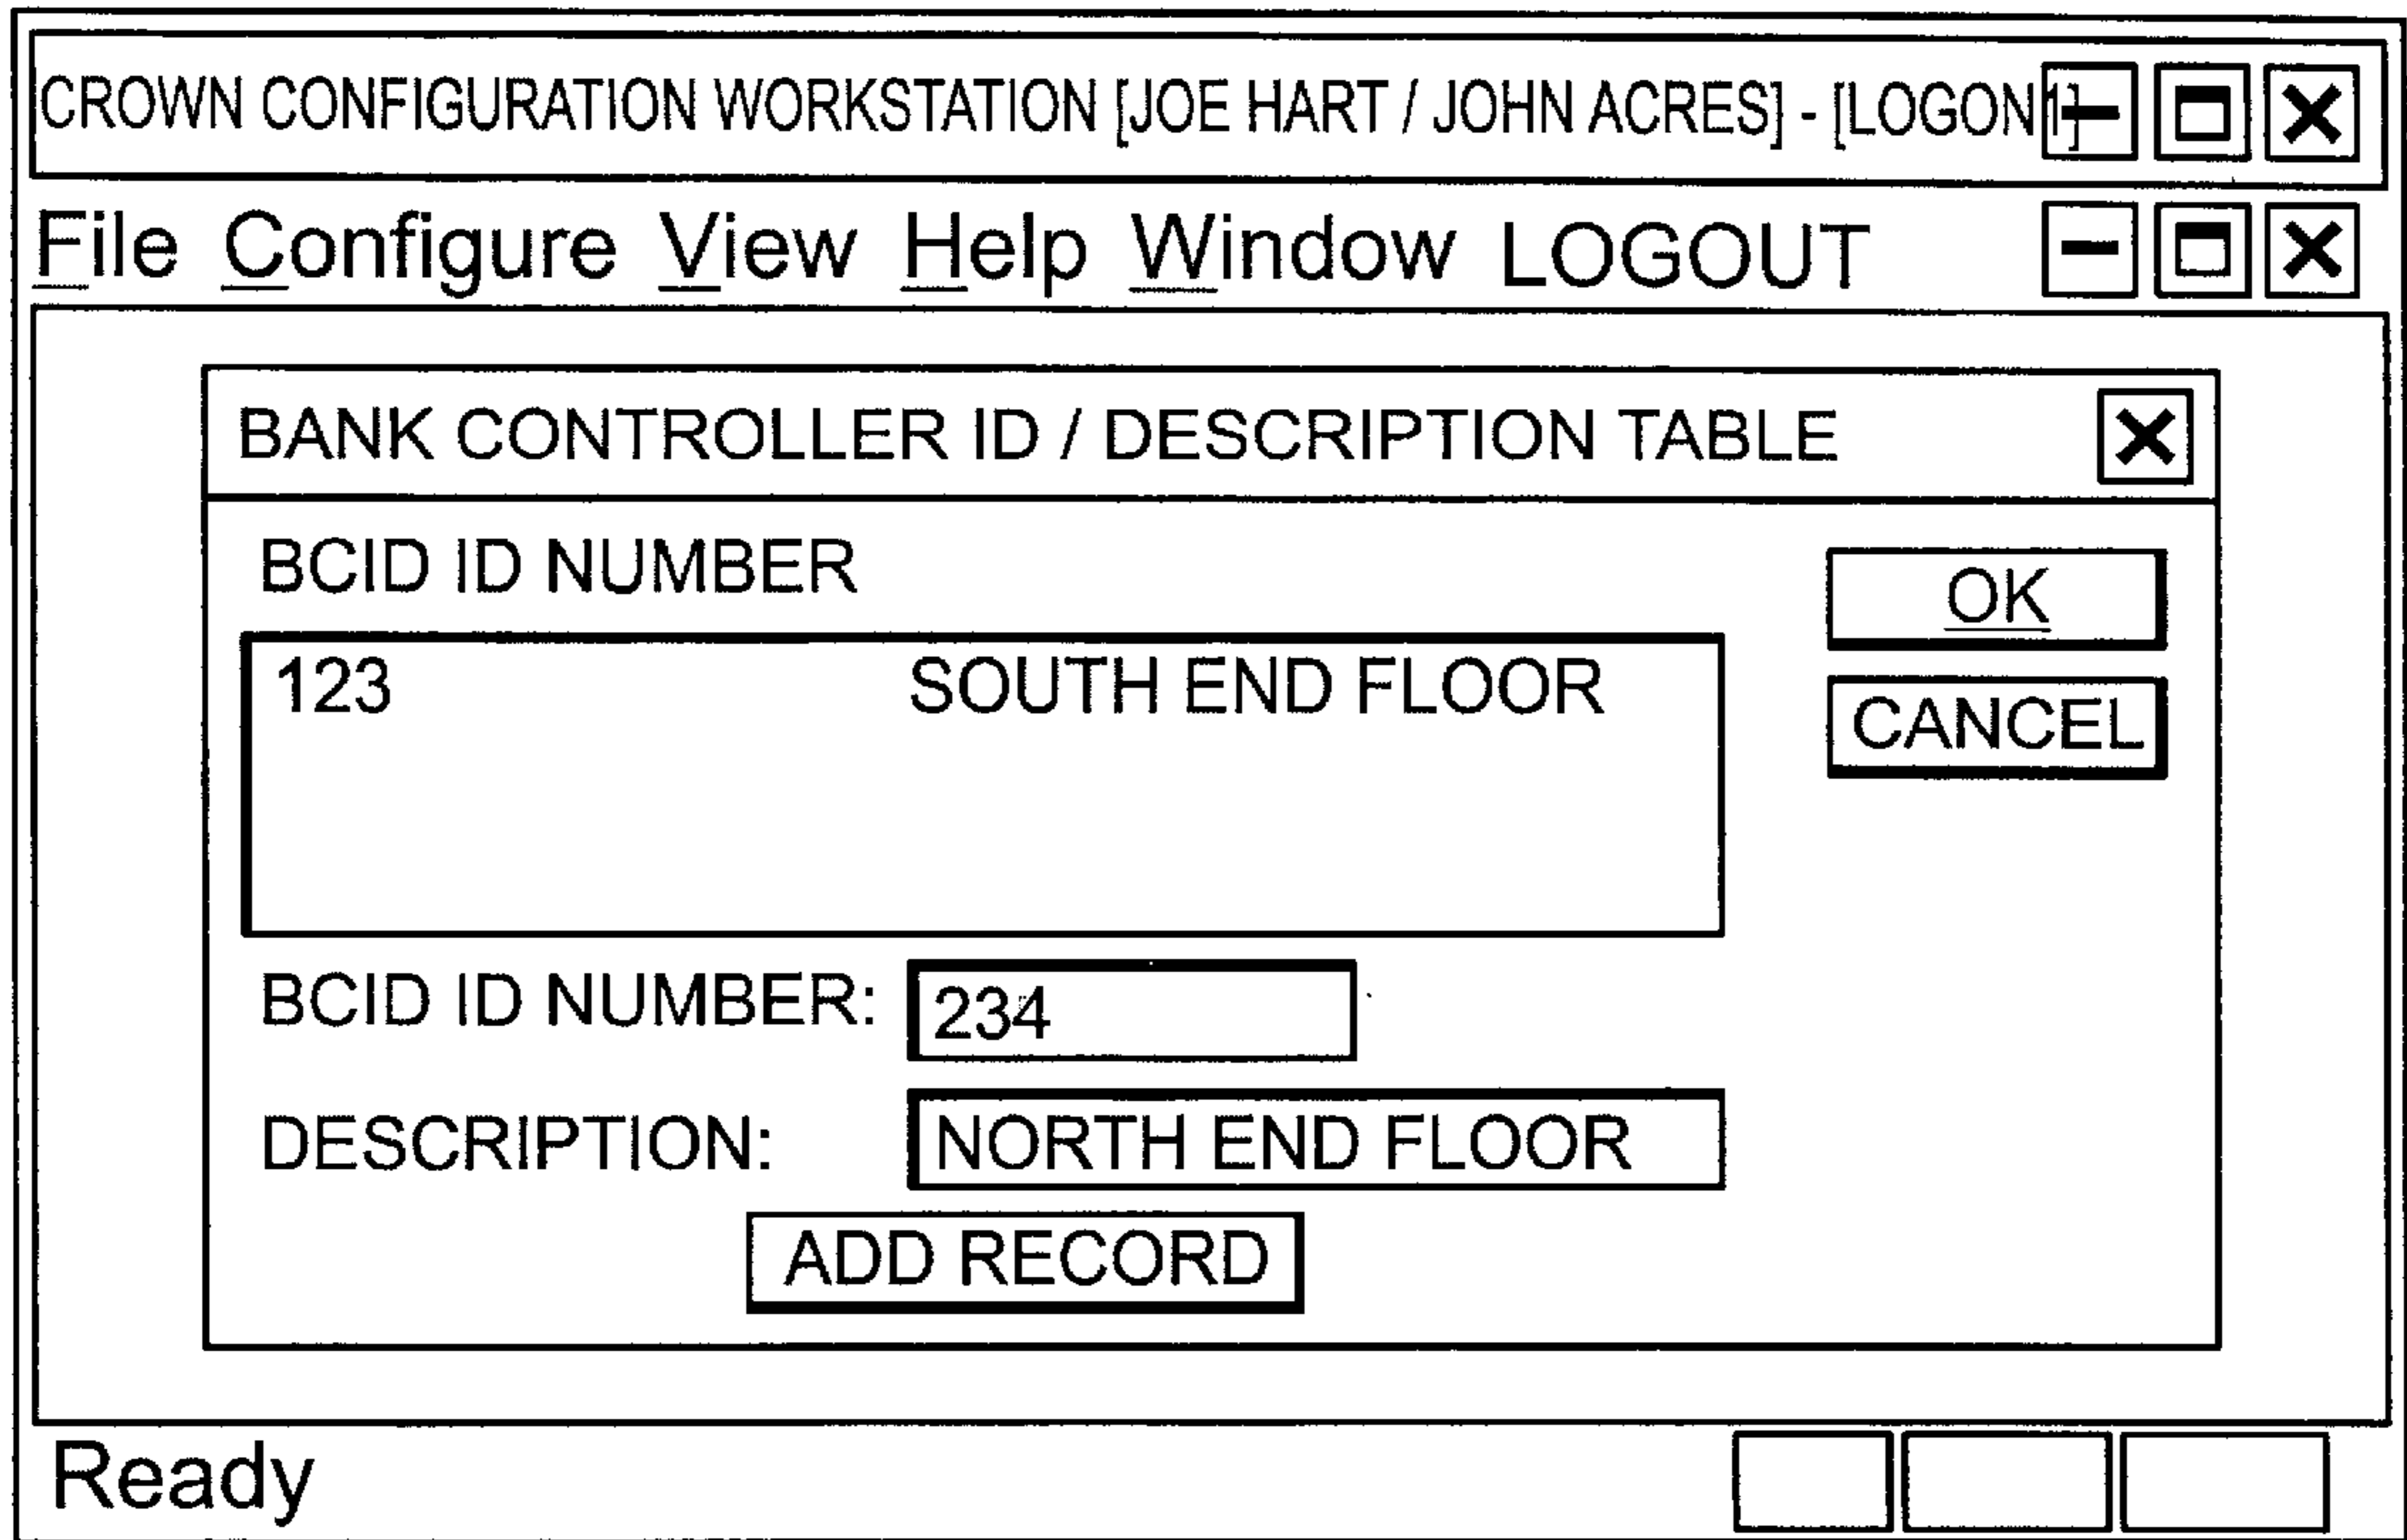 CROWN CONFIGURATION WORKSTATION [JOE HART / JOHN ACRES] - [LOGON1]
File Configure View Help Window LOGOUT
BANK CONTROLLER ID / DESCRIPTION TABLE
BCID ID NUMBER
OK
123 SOUTH END FLOOR
CANCEL
BCID ID NUMBER: 234
DESCRIPTION: NORTH END FLOOR
ADD RECORD
Ready